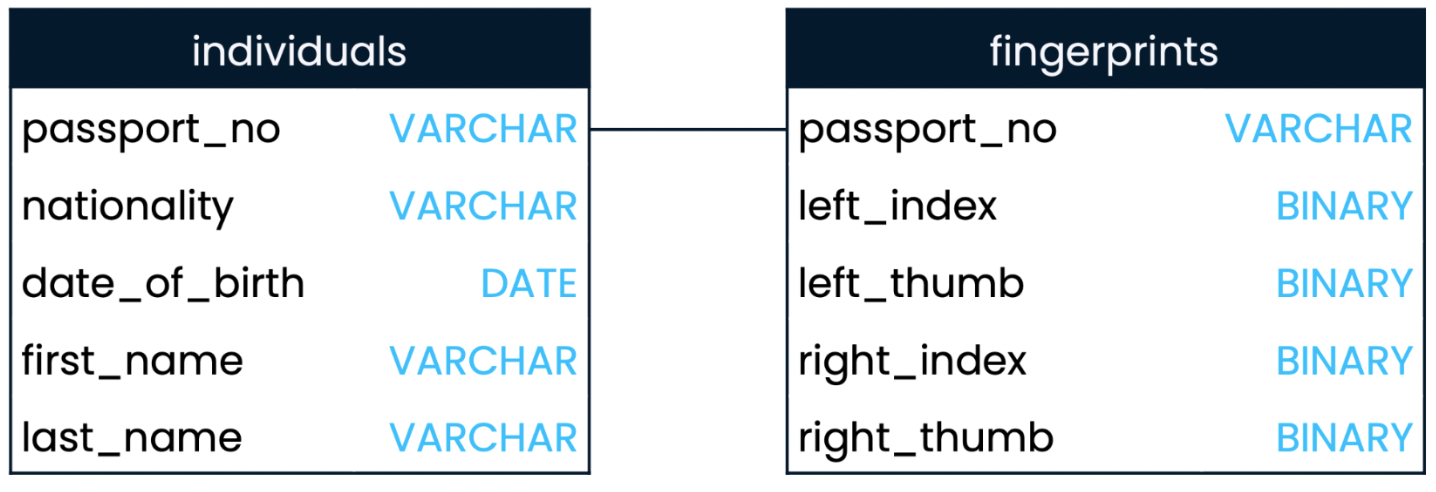 individuals
passport_no VARCHAR
nationality VARCHAR
date_of_birth DATE
first_name VARCHAR
last_name VARCHAR
fingerprints
passport_no VARCHAR
left_index BINARY
left_thumb BINARY
right_index BINARY
right_thumb BINARY